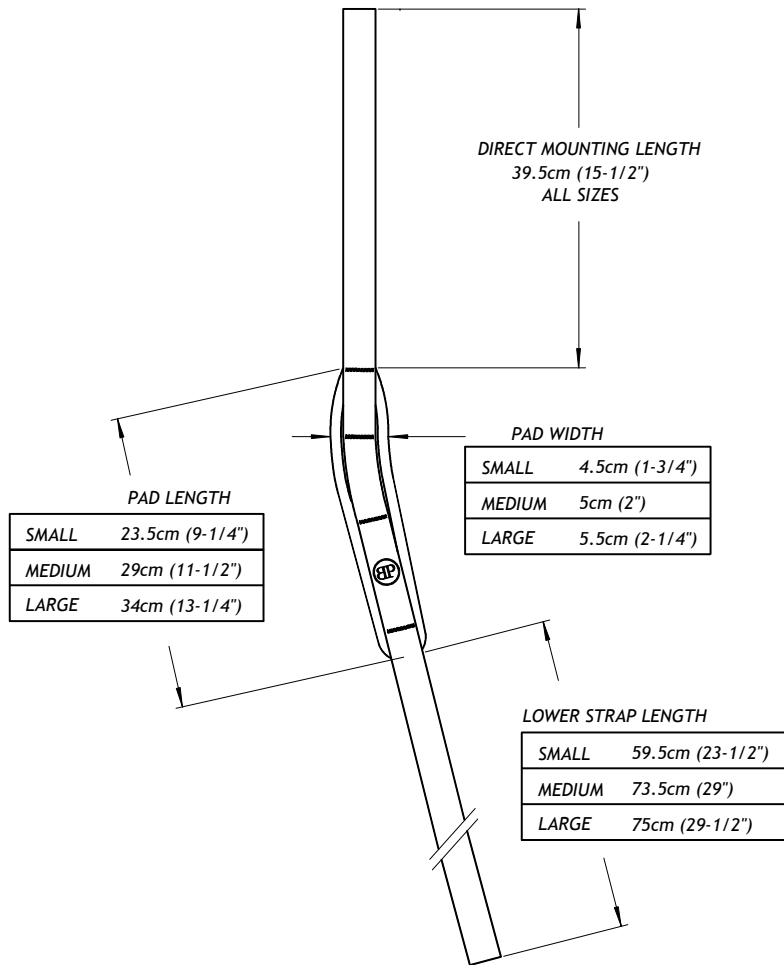 DIRECT MOUNTING LENGTH
39.5cm (15-1/2")
ALL SIZES
PAD WIDTH
SMALL 4.5cm (1-3/4")
MEDIUM 5cm (2")
LARGE 5.5cm (2-1/4")
PAD LENGTH
SMALL 23.5cm (9-1/4")
MEDIUM 29cm (11-1/2")
LARGE 34cm (13-1/4")
BP
LOWER STRAP LENGTH
SMALL 59.5cm (23-1/2")
MEDIUM 73.5cm (29")
LARGE 75cm (29-1/2")